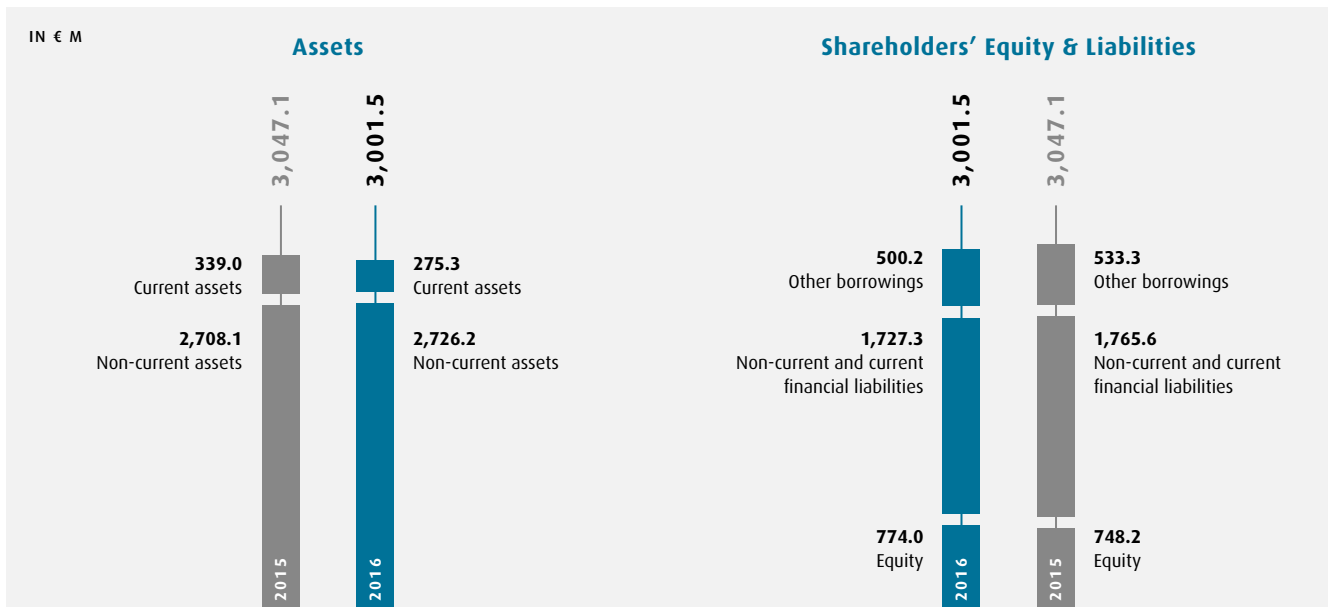 IN € M
Assets
3,047.1
3,001.5
339.0
Current assets
275.3
Current assets
2,708.1
Non-current assets
2,726.2
Non-current assets
2015
2016
Shareholders’ Equity & Liabilities
3,001.5
3,047.1
500.2
Other borrowings
533.3
Other borrowings
1,727.3
Non-current and current
financial liabilities
1,765.6
Non-current and current
financial liabilities
774.0
Equity
748.2
Equity
2016
2015